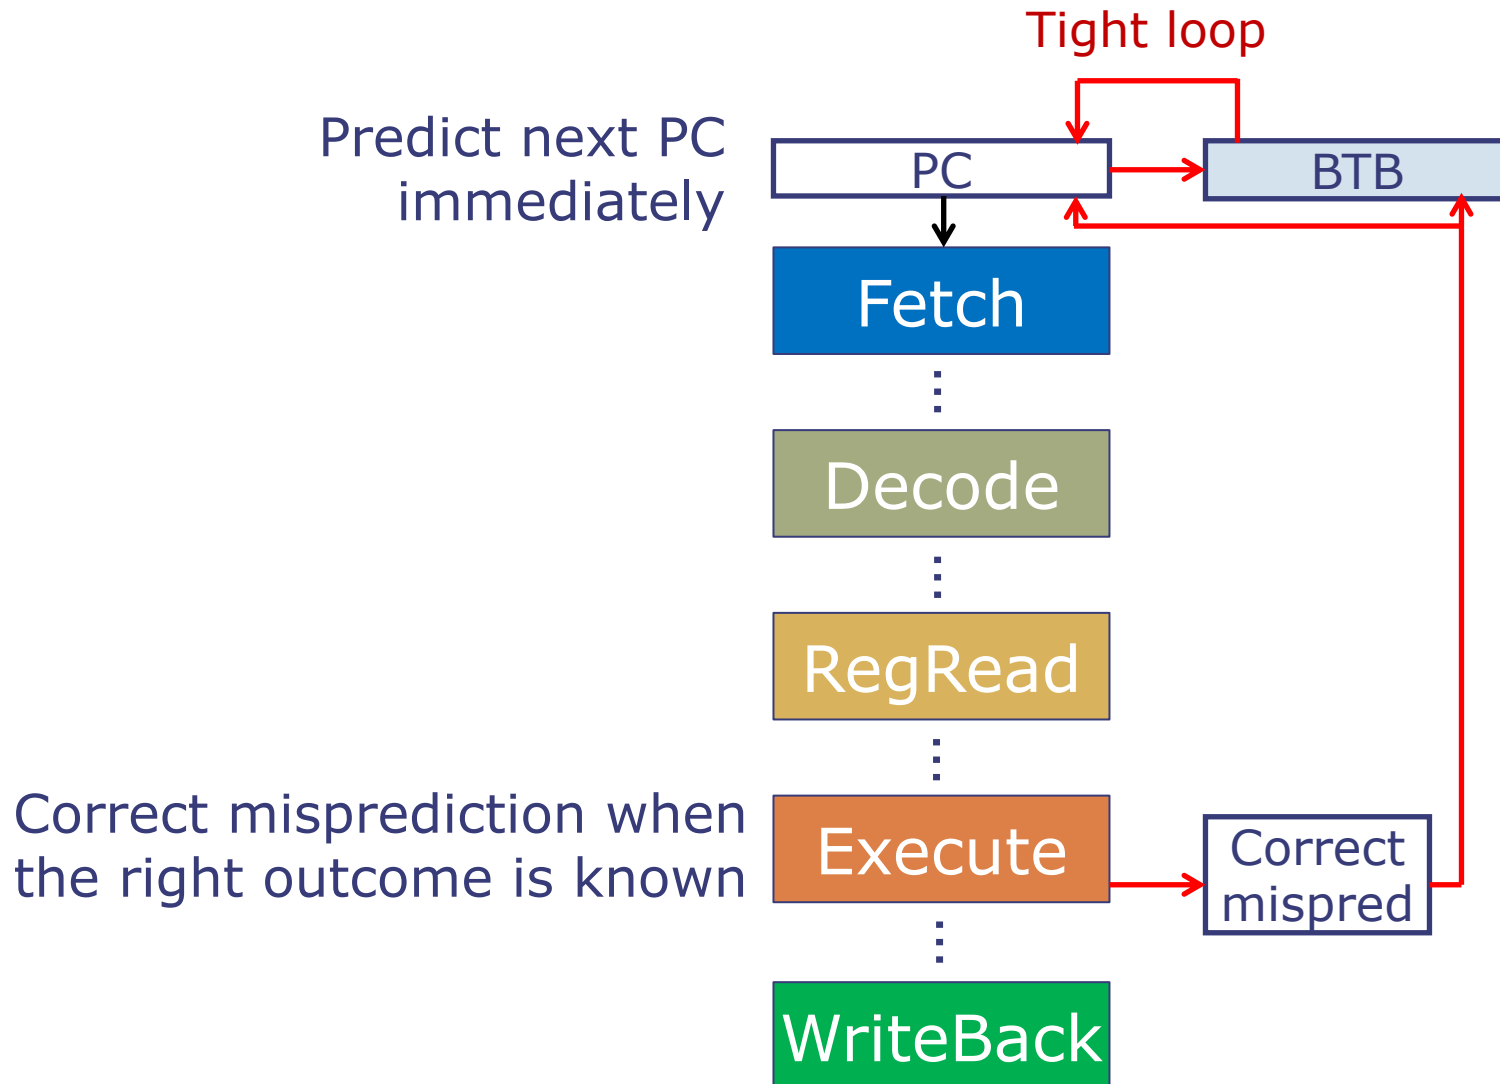 Tight loop
Predict next PC
immediately
PC
BTB
Fetch
Decode
RegRead
Correct misprediction when
the right outcome is known
Execute
Correct
mispred
WriteBack